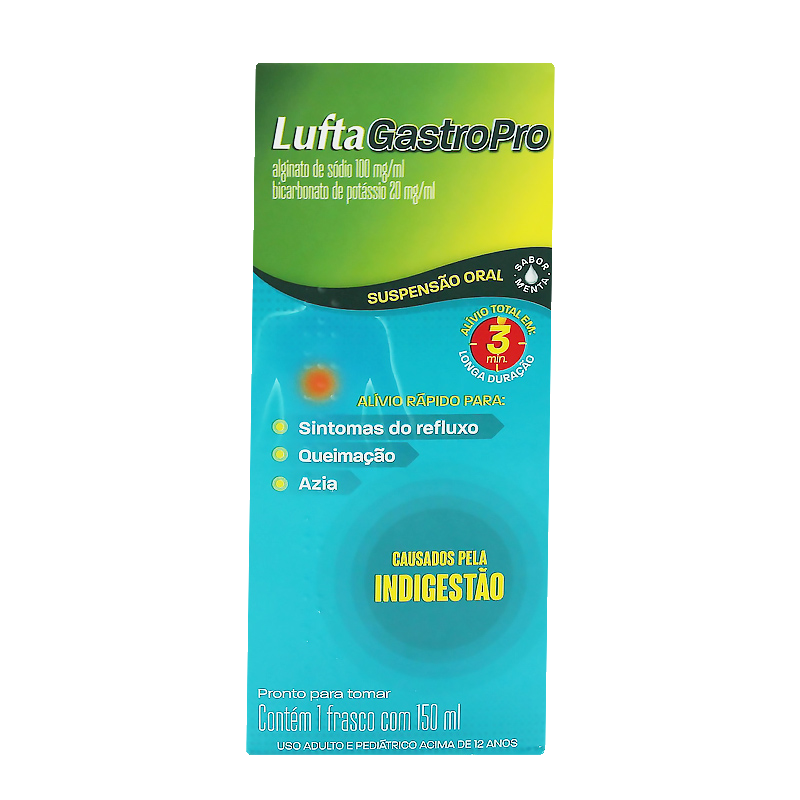 LuftaGastroPro
alginato de sódio 100 mg/ml
bicarbonato de potássio 20 mg/ml
SUSPENSÃO ORAL
SABOR
MENTA
ALÍVIO TOTAL EM:
3
min.
LONGA DURAÇÃO
ALÍVIO RÁPIDO PARA:
Sintomas do refluxo
Queimação
Azia
CAUSADOS PELA
INDIGESTÃO
Pronto para tomar
Contém 1 frasco com 150 ml
USO ADULTO E PEDIÁTRICO ACIMA DE 12 ANOS